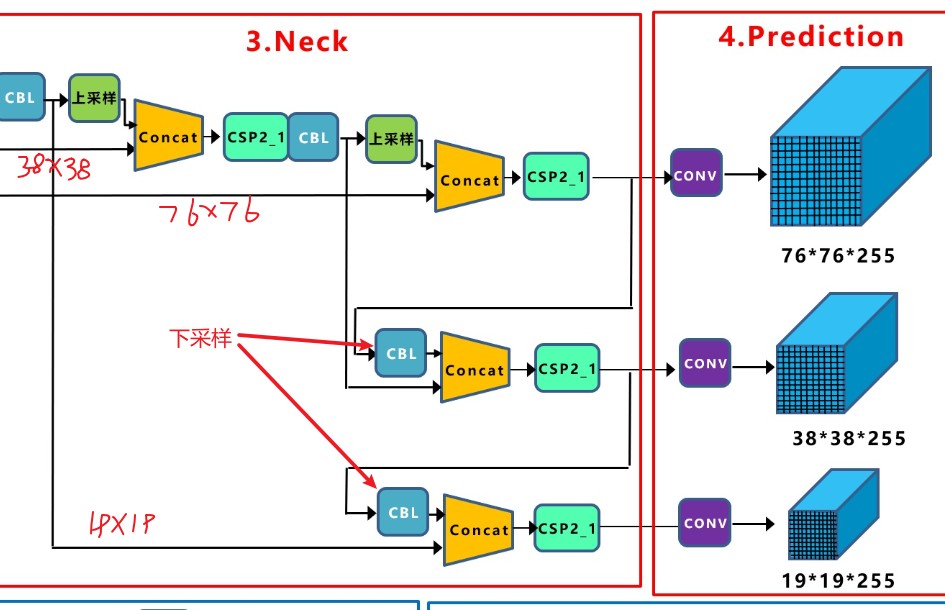 3.Neck
4.Prediction
CBL
上采样
Concat
CSP2_1
CBL
上采样
Concat
CSP2_1
CONV
38×38
76×76
76*76*255
下采样
CBL
Concat
CSP2_1
CONV
38*38*255
CBL
Concat
CSP2_1
CONV
19×19
19*19*255